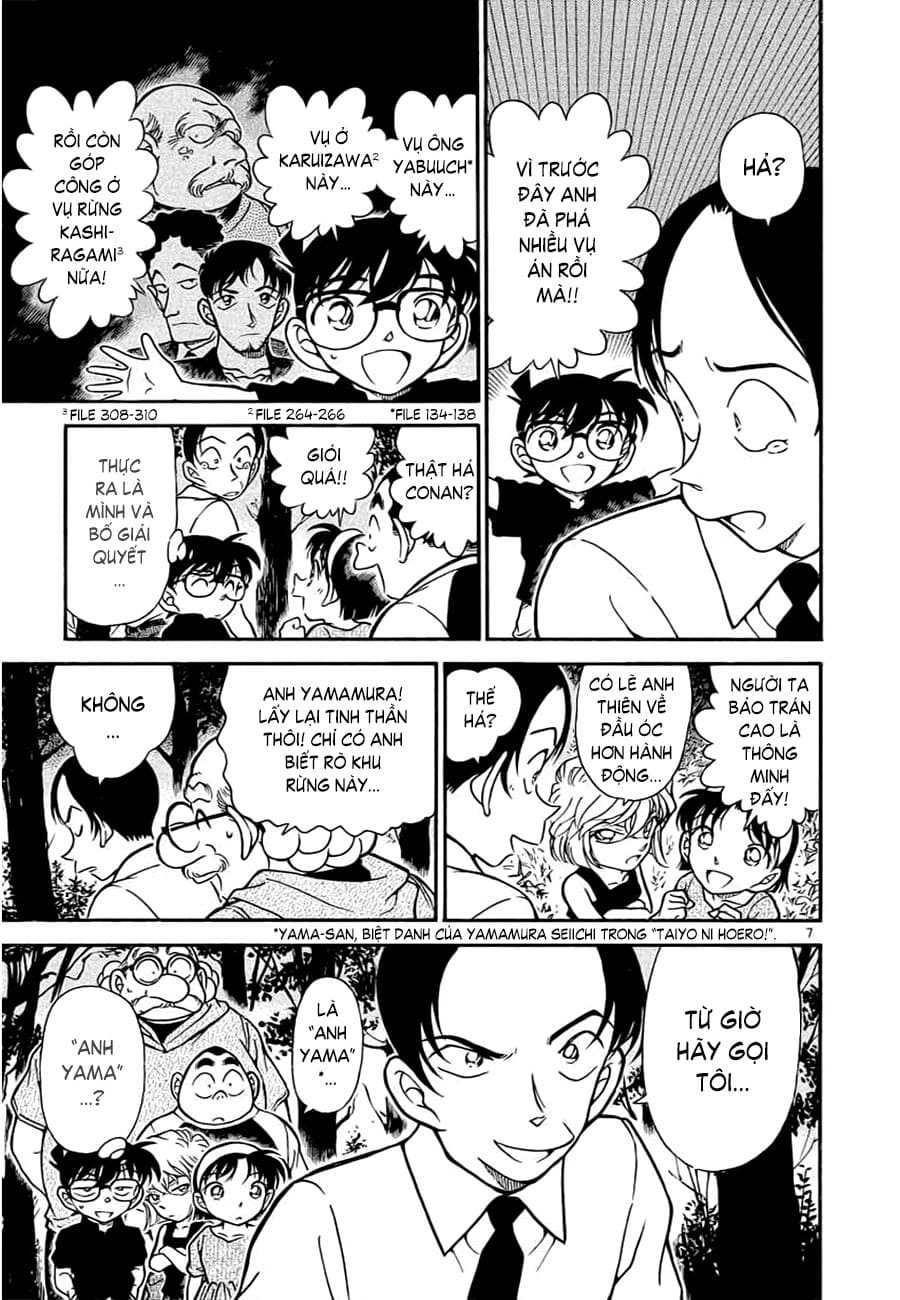 HẢ?
VÌ TRƯỚC
ĐÂY ANH
ĐÃ PHÁ
NHIỀU VỤ
ÁN RỒI
MÀ!!
VỤ ÔNG
YABUUCH*
NÀY...
VỤ Ở
KARUIZAWA²
NÀY...
RỒI CÒN
GÓP
CÔNG Ở
VỤ RỪNG
KASHI-
RAGAMI³
NỮA!
*FILE 134-138
² FILE 264-266
³ FILE 308-310
THẬT HẢ
CONAN?
GIỎI
QUÁ!!
THỰC
RA LÀ
MÌNH VÀ
BỐ GIẢI
QUYẾT
...
NGƯỜI TA
BẢO TRÁN
CAO LÀ
THÔNG
MINH
ĐẤY!
CÓ LẼ ANH
THIÊN VỀ
ĐẦU ÓC
HƠN HÀNH
ĐỘNG...
THẾ
HẢ?
ANH YAMAMURA!
LẤY LẠI TINH THẦN
THÔI! CHỈ CÓ ANH
BIẾT RÕ KHU
RỪNG NÀY...
KHÔNG
...
*YAMA-SAN, BIỆT DANH CỦA YAMAMURA SEIICHI TRONG "TAIYO NI HOERO!".
7
TỪ GIỜ
HÃY GỌI
TÔI...
LÀ
"ANH
YAMA"
*...
"ANH
YAMA"
...?